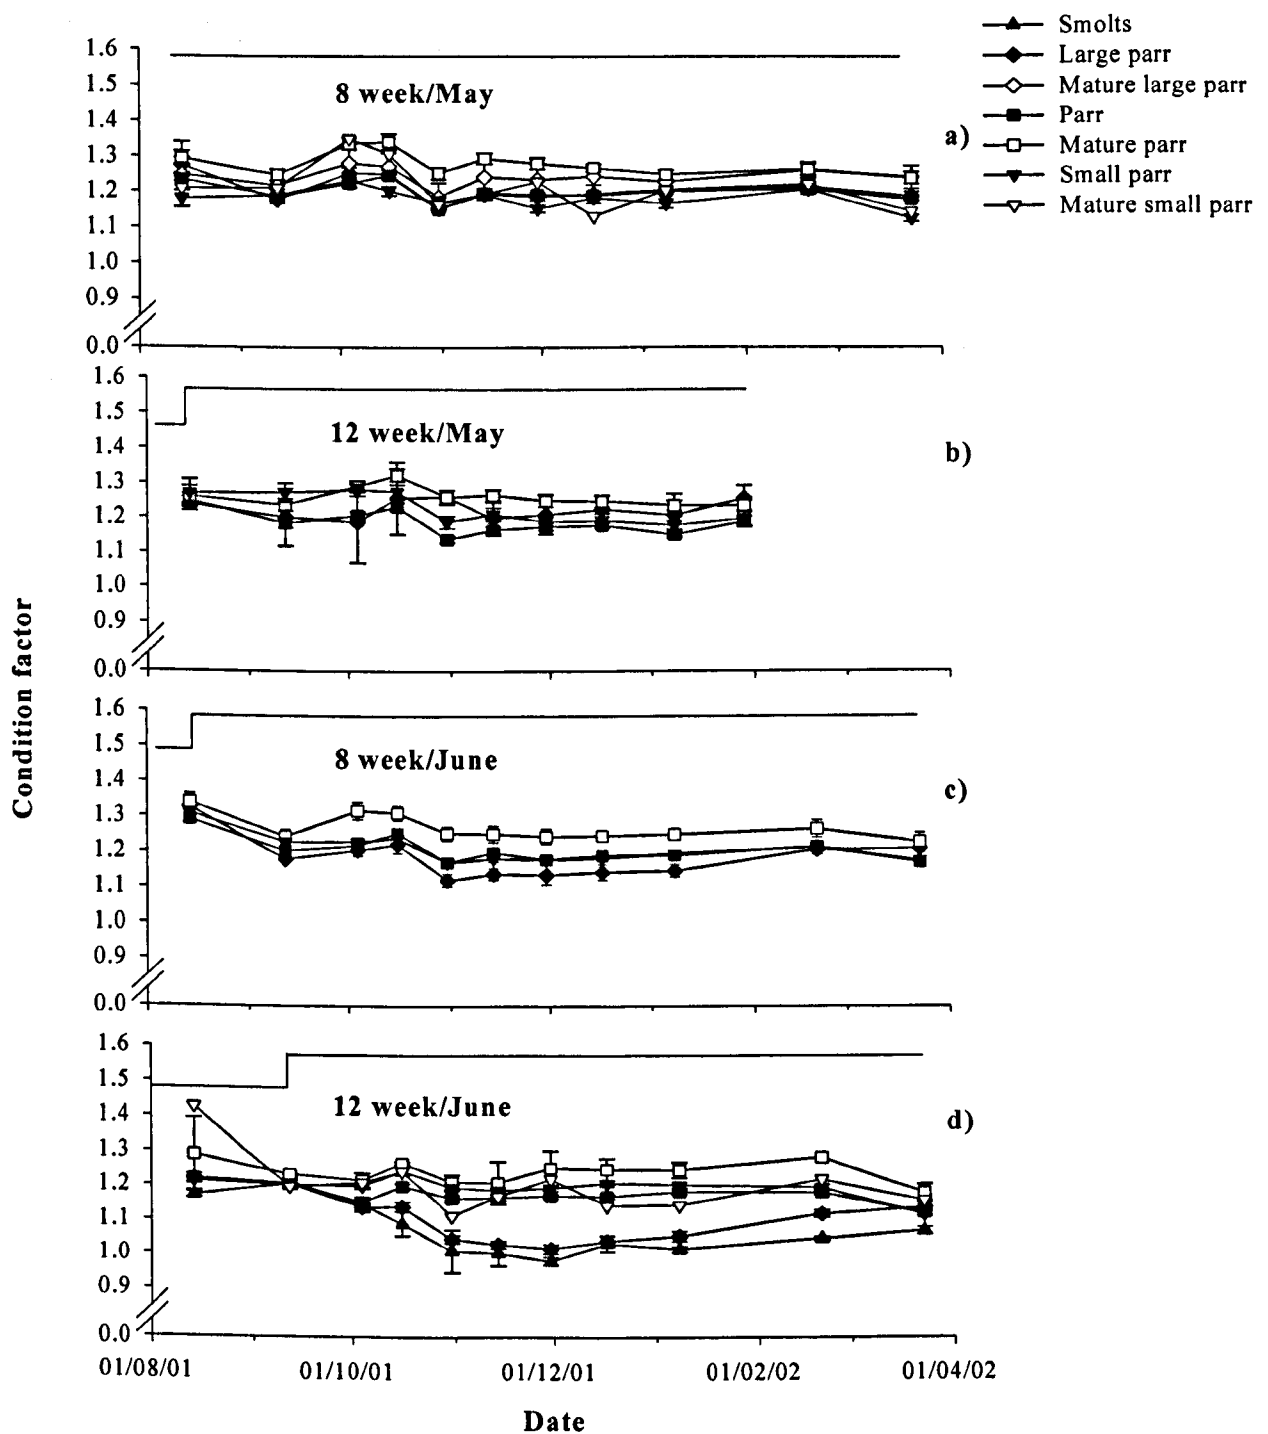 Smolts
Large parr
Mature large parr
Parr
Mature parr
Small parr
Mature small parr
1.6
1.5
1.4
1.3
1.2
1.1
1.0
0.9
0.0
8 week/May
a)
1.6
1.5
1.4
1.3
1.2
1.1
1.0
0.9
0.0
12 week/May
b)
Condition factor
1.6
1.5
1.4
1.3
1.2
1.1
1.0
0.9
0.0
8 week/June
c)
1.6
1.5
1.4
1.3
1.2
1.1
1.0
0.9
0.0
12 week/June
d)
01/08/01 01/10/01 01/12/01 01/02/02 01/04/02
Date